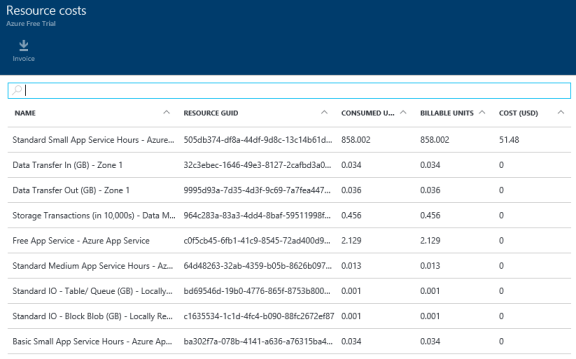 Resource costs
Azure Free Trial
Invoice
NAME RESOURCE GUID CONSUMED U... BILLABLE UNITS COST (USD)
Standard Small App Service Hours - Azure... 505db374-df8a-44df-9d8c-13c14b61d... 858.002 858.002 51.48
Data Transfer In (GB) - Zone 1 32c3ebec-1646-49e3-8127-2cafbd3a0... 0.034 0.034 0
Data Transfer Out (GB) - Zone 1 9995d93a-7d35-4d3f-9c69-7a7fea447... 0.036 0.036 0
Storage Transactions (in 10,000s) - Data M... 964c283a-83a3-4dd4-8baf-59511998f... 0.456 0.456 0
Free App Service - Azure App Service c0f5cb45-6fb1-41c9-8545-72ad400d9... 2.129 2.129 0
Standard Medium App Service Hours - Az... 64d48263-32ab-4359-b05b-8626b097... 0.013 0.013 0
Standard IO - Table/ Queue (GB) - Locally... bd69546d-19b0-4776-865f-8753b800... 0.001 0.001 0
Standard IO - Block Blob (GB) - Locally Re... c1635534-1c1d-4fc4-b090-88fc2672ef87 0.001 0.001 0
Basic Small App Service Hours - Azure Ap... ba302f7a-078b-4141-a636-a76315ba4... 0.034 0.034 0